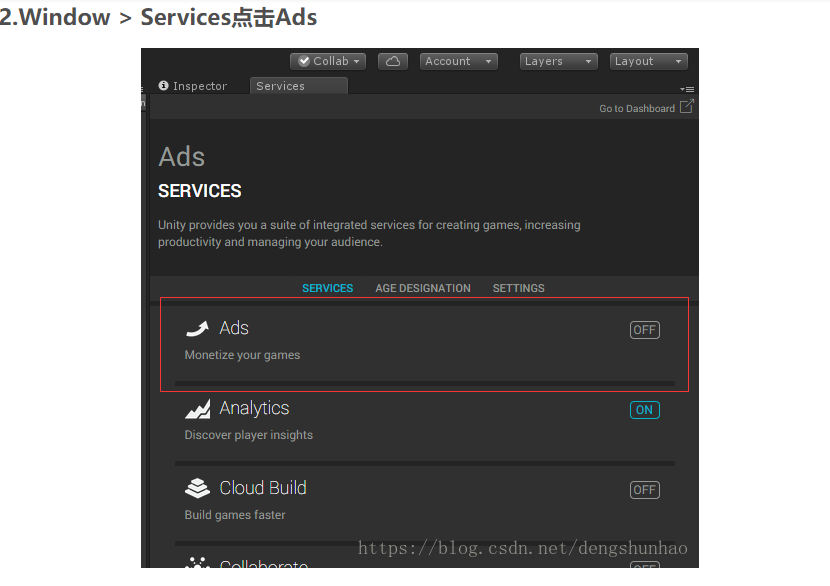 2.Window > Services点击Ads
Collab Account Layers Layout
Inspector Services
Go to Dashboard
Ads
SERVICES
Unity provides you a suite of integrated services for creating games, increasing
productivity and managing your audience.
SERVICES AGE DESIGNATION SETTINGS
Ads OFF
Monetize your games
Analytics ON
Discover player insights
Cloud Build OFF
Build games faster
https://blog.csdn.net/dengshunhao
Collaborate OFF